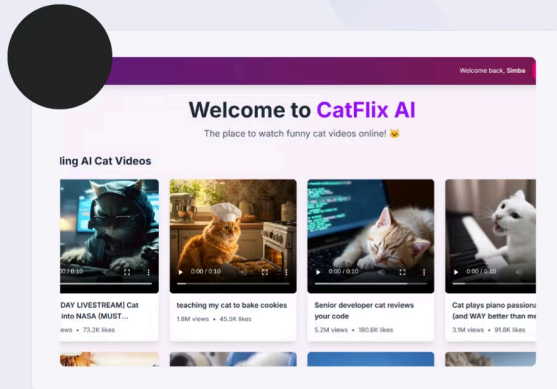 Welcome back, Simba
Welcome to CatFlix AI
The place to watch funny cat videos online! 🐱
ling AI Cat Videos
00 / 0:10
0:00 / 0:10
0:00 / 0:10
0:00 / 0:10
DAY LIVESTREAM] Cat
into NASA (MUST...
ews • 73.2K likes
teaching my cat to bake cookies
1.8M views • 45.5K likes
Senior developer cat reviews
your code
5.2M views • 180.6K likes
Cat plays piano passiona
(and WAY better than me
3.1M views • 91.8K likes